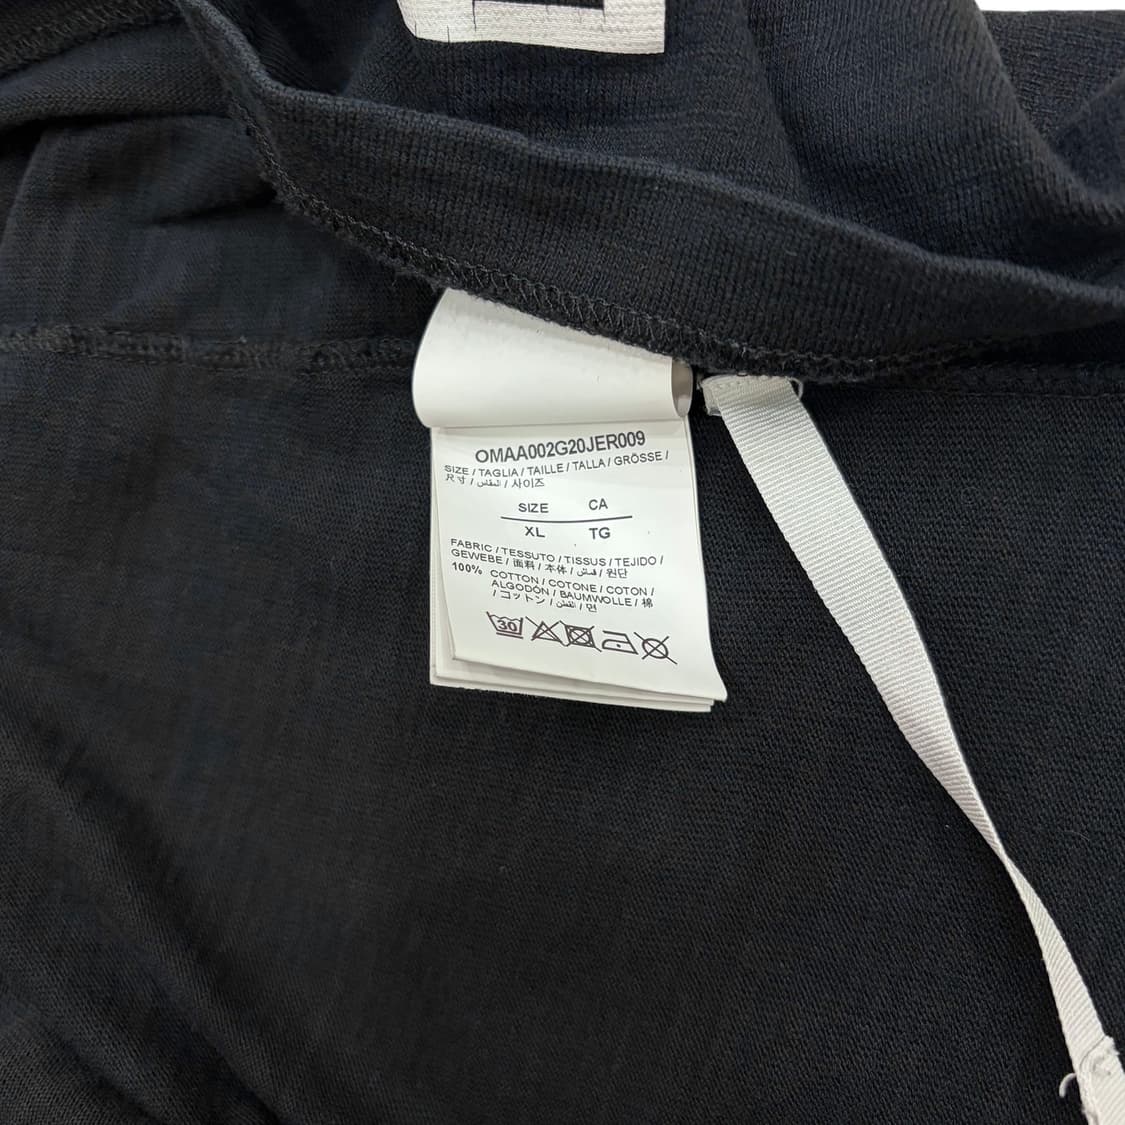 OMAA002G20JER009
SIZE / TAGLIA / TAILLE / TALLA / GRÖSSE /
尺寸 / المقاس / 사이즈
SIZE CA
XL TG
FABRIC / TESSUTO / TISSUS / TEJIDO /
GEWEBE / 面料 / 本体 / قماش / 원단
100% COTTON / COTONE / COTON /
ALGODÓN / BAUMWOLLE / 棉
/ コットン / القطن / 면
30